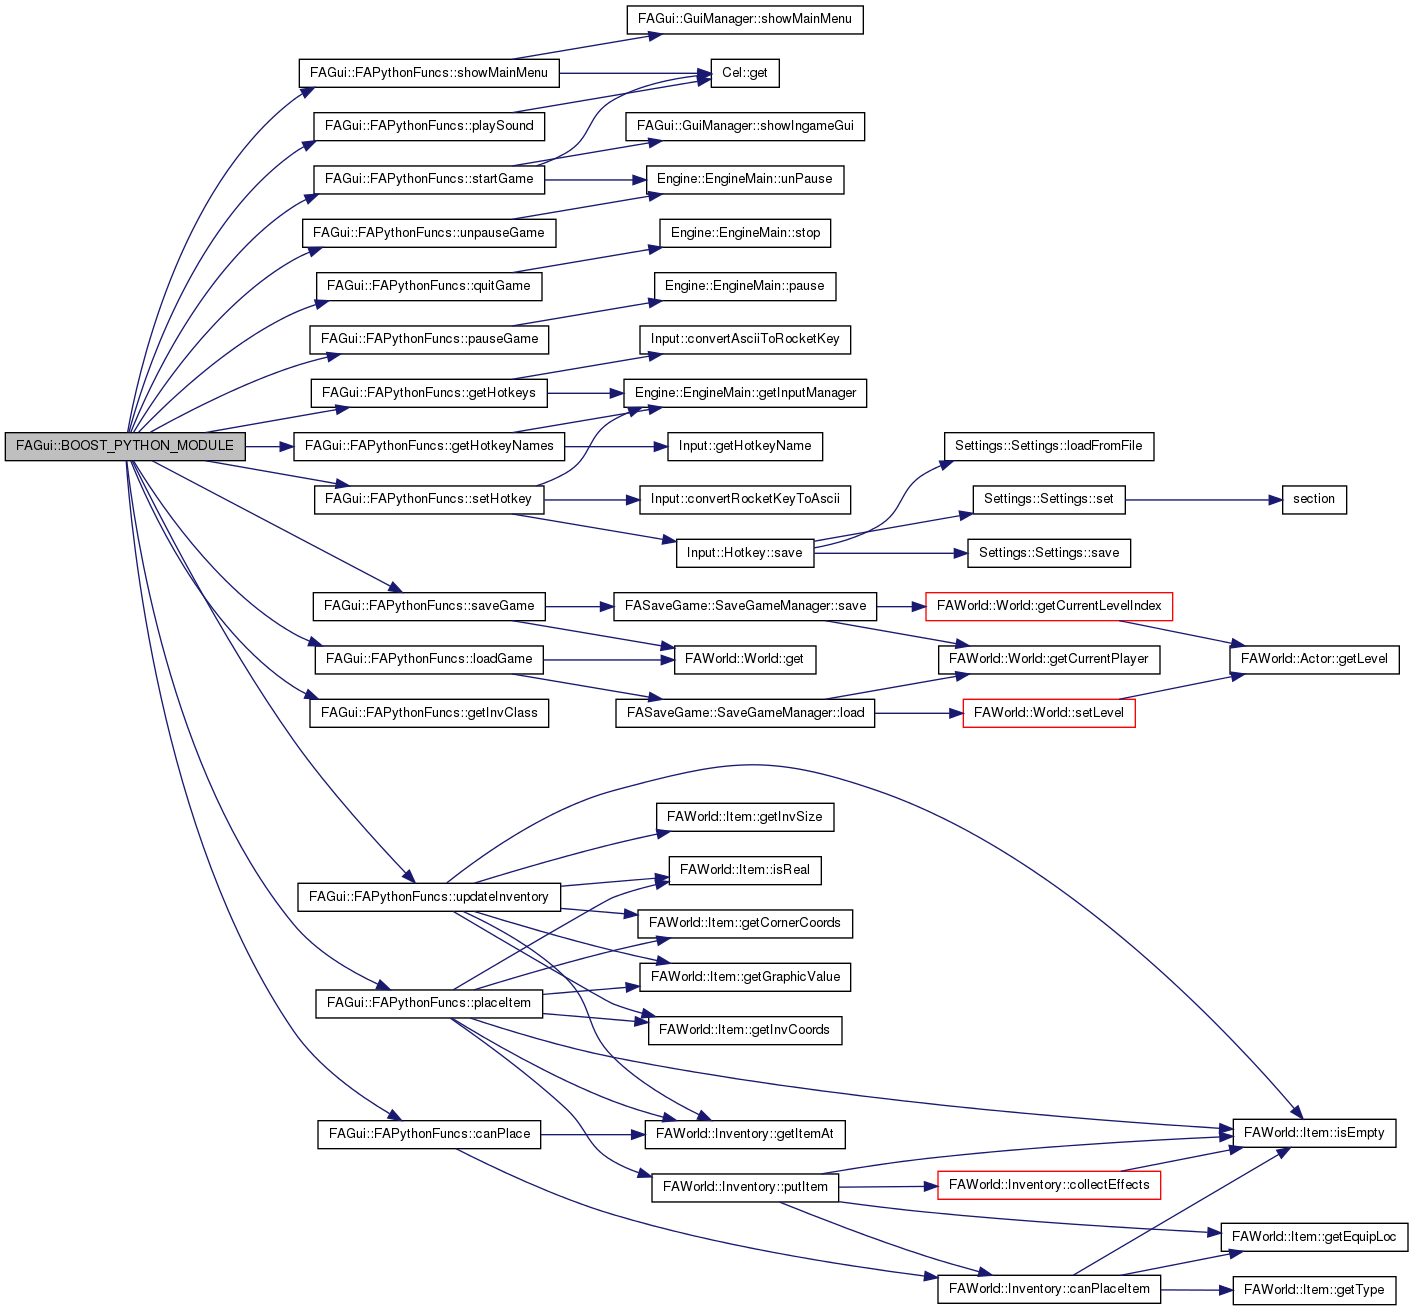 FAGui::GuiManager::showMainMenu
FAGui::FAPythonFuncs::showMainMenu
Cel::get
FAGui::FAPythonFuncs::playSound
FAGui::GuiManager::showIngameGui
FAGui::FAPythonFuncs::startGame
Engine::EngineMain::unPause
FAGui::FAPythonFuncs::unpauseGame
Engine::EngineMain::stop
FAGui::FAPythonFuncs::quitGame
Engine::EngineMain::pause
FAGui::FAPythonFuncs::pauseGame
Input::convertAsciiToRocketKey
FAGui::FAPythonFuncs::getHotkeys
Engine::EngineMain::getInputManager
FAGui::BOOST_PYTHON_MODULE
FAGui::FAPythonFuncs::getHotkeyNames
Input::getHotkeyName
Settings::Settings::loadFromFile
FAGui::FAPythonFuncs::setHotkey
Input::convertRocketKeyToAscii
Settings::Settings::set
section
Input::Hotkey::save
Settings::Settings::save
FAGui::FAPythonFuncs::saveGame
FASaveGame::SaveGameManager::save
FAWorld::World::getCurrentLevelIndex
FAGui::FAPythonFuncs::loadGame
FAWorld::World::get
FAWorld::World::getCurrentPlayer
FAWorld::Actor::getLevel
FAGui::FAPythonFuncs::getInvClass
FASaveGame::SaveGameManager::load
FAWorld::World::setLevel
FAWorld::Item::getInvSize
FAWorld::Item::isReal
FAGui::FAPythonFuncs::updateInventory
FAWorld::Item::getCornerCoords
FAWorld::Item::getGraphicValue
FAGui::FAPythonFuncs::placeItem
FAWorld::Item::getInvCoords
FAGui::FAPythonFuncs::canPlace
FAWorld::Inventory::getItemAt
FAWorld::Item::isEmpty
FAWorld::Inventory::putItem
FAWorld::Inventory::collectEffects
FAWorld::Item::getEquipLoc
FAWorld::Inventory::canPlaceItem
FAWorld::Item::getType